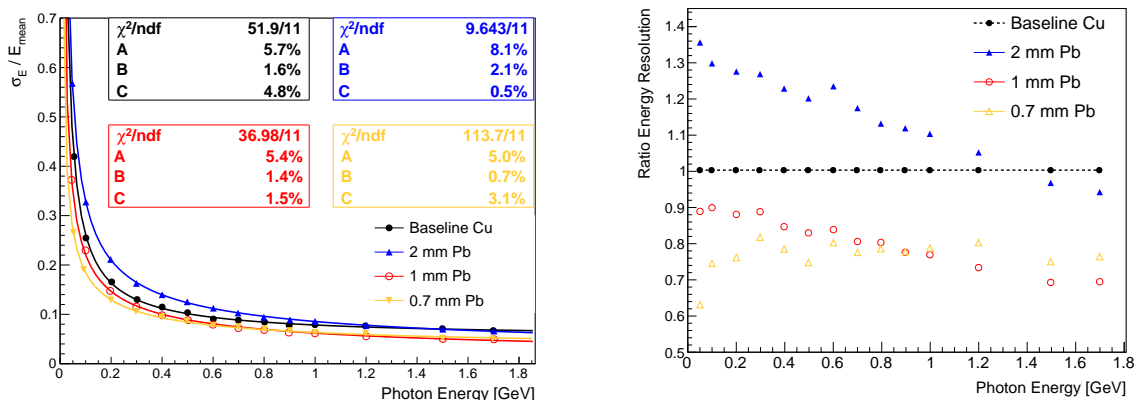 σE / Emean
0.7
0.6
0.5
0.4
0.3
0.2
0.1
0
χ²/ndf 51.9/11
A 5.7%
B 1.6%
C 4.8%
χ²/ndf 9.643/11
A 8.1%
B 2.1%
C 0.5%
χ²/ndf 36.98/11
A 5.4%
B 1.4%
C 1.5%
χ²/ndf 113.7/11
A 5.0%
B 0.7%
C 3.1%
Baseline Cu
2 mm Pb
1 mm Pb
0.7 mm Pb
0 0.2 0.4 0.6 0.8 1 1.2 1.4 1.6 1.8
Photon Energy [GeV]
Ratio Energy Resolution
1.4
1.3
1.2
1.1
1
0.9
0.8
0.7
0.6
0.5
Baseline Cu
2 mm Pb
1 mm Pb
0.7 mm Pb
0 0.2 0.4 0.6 0.8 1 1.2 1.4 1.6 1.8
Photon Energy [GeV]